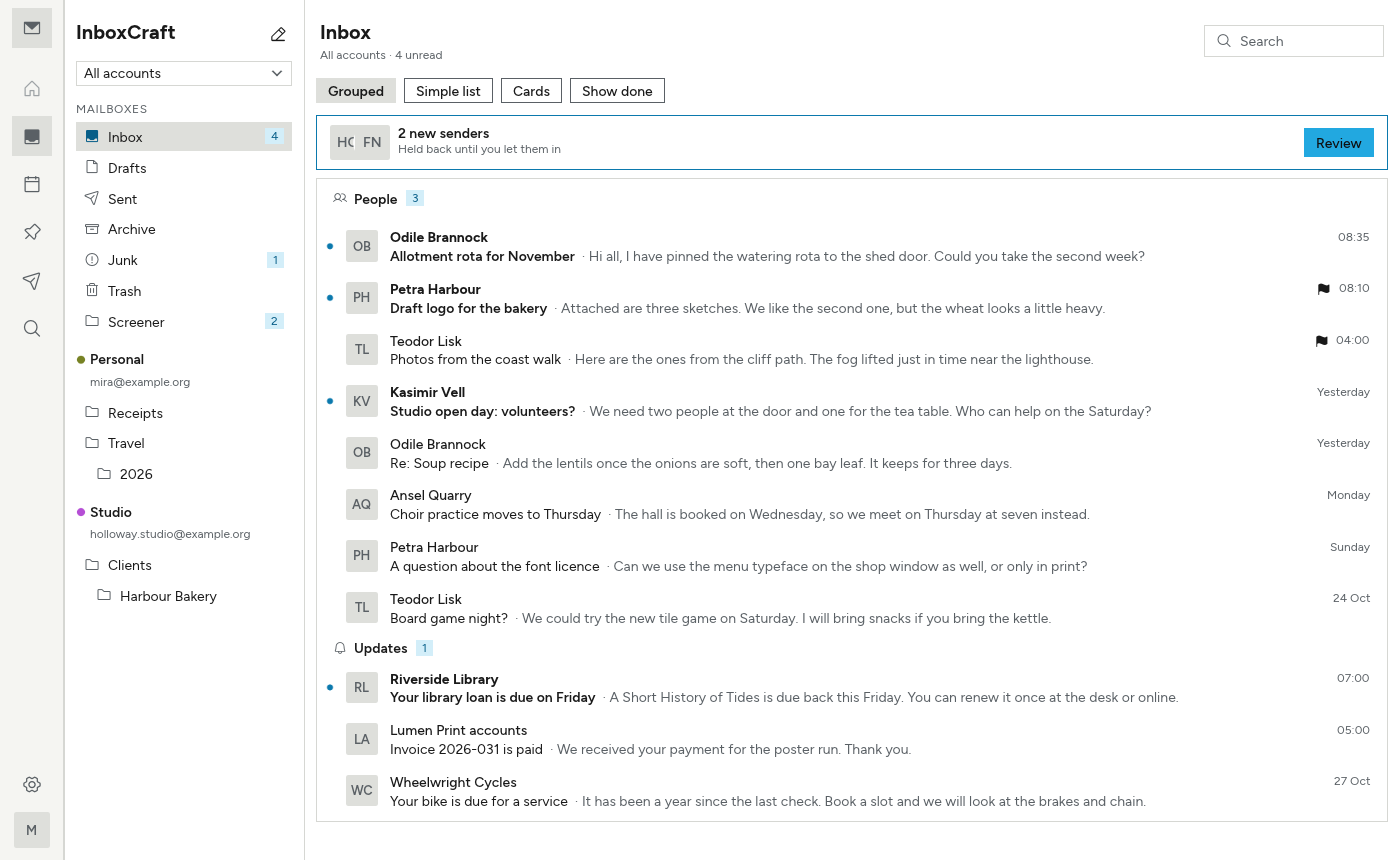 InboxCraft
All accounts
MAILBOXES
Inbox 4
Drafts
Sent
Archive
Junk 1
Trash
Screener 2
Personal
mira@example.org
Receipts
Travel
2026
Studio
holloway.studio@example.org
Clients
Harbour Bakery
M
Inbox
All accounts · 4 unread
Search
Grouped Simple list Cards Show done
HC FN
2 new senders
Held back until you let them in
Review
People 3
OB Odile Brannock 08:35
Allotment rota for November · Hi all, I have pinned the watering rota to the shed door. Could you take the second week?
PH Petra Harbour 08:10
Draft logo for the bakery · Attached are three sketches. We like the second one, but the wheat looks a little heavy.
TL Teodor Lisk 04:00
Photos from the coast walk · Here are the ones from the cliff path. The fog lifted just in time near the lighthouse.
KV Kasimir Vell Yesterday
Studio open day: volunteers? · We need two people at the door and one for the tea table. Who can help on the Saturday?
OB Odile Brannock Yesterday
Re: Soup recipe · Add the lentils once the onions are soft, then one bay leaf. It keeps for three days.
AQ Ansel Quarry Monday
Choir practice moves to Thursday · The hall is booked on Wednesday, so we meet on Thursday at seven instead.
PH Petra Harbour Sunday
A question about the font licence · Can we use the menu typeface on the shop window as well, or only in print?
TL Teodor Lisk 24 Oct
Board game night? · We could try the new tile game on Saturday. I will bring snacks if you bring the kettle.
Updates 1
RL Riverside Library 07:00
Your library loan is due on Friday · A Short History of Tides is due back this Friday. You can renew it once at the desk or online.
LA Lumen Print accounts 05:00
Invoice 2026-031 is paid · We received your payment for the poster run. Thank you.
WC Wheelwright Cycles 27 Oct
Your bike is due for a service · It has been a year since the last check. Book a slot and we will look at the brakes and chain.